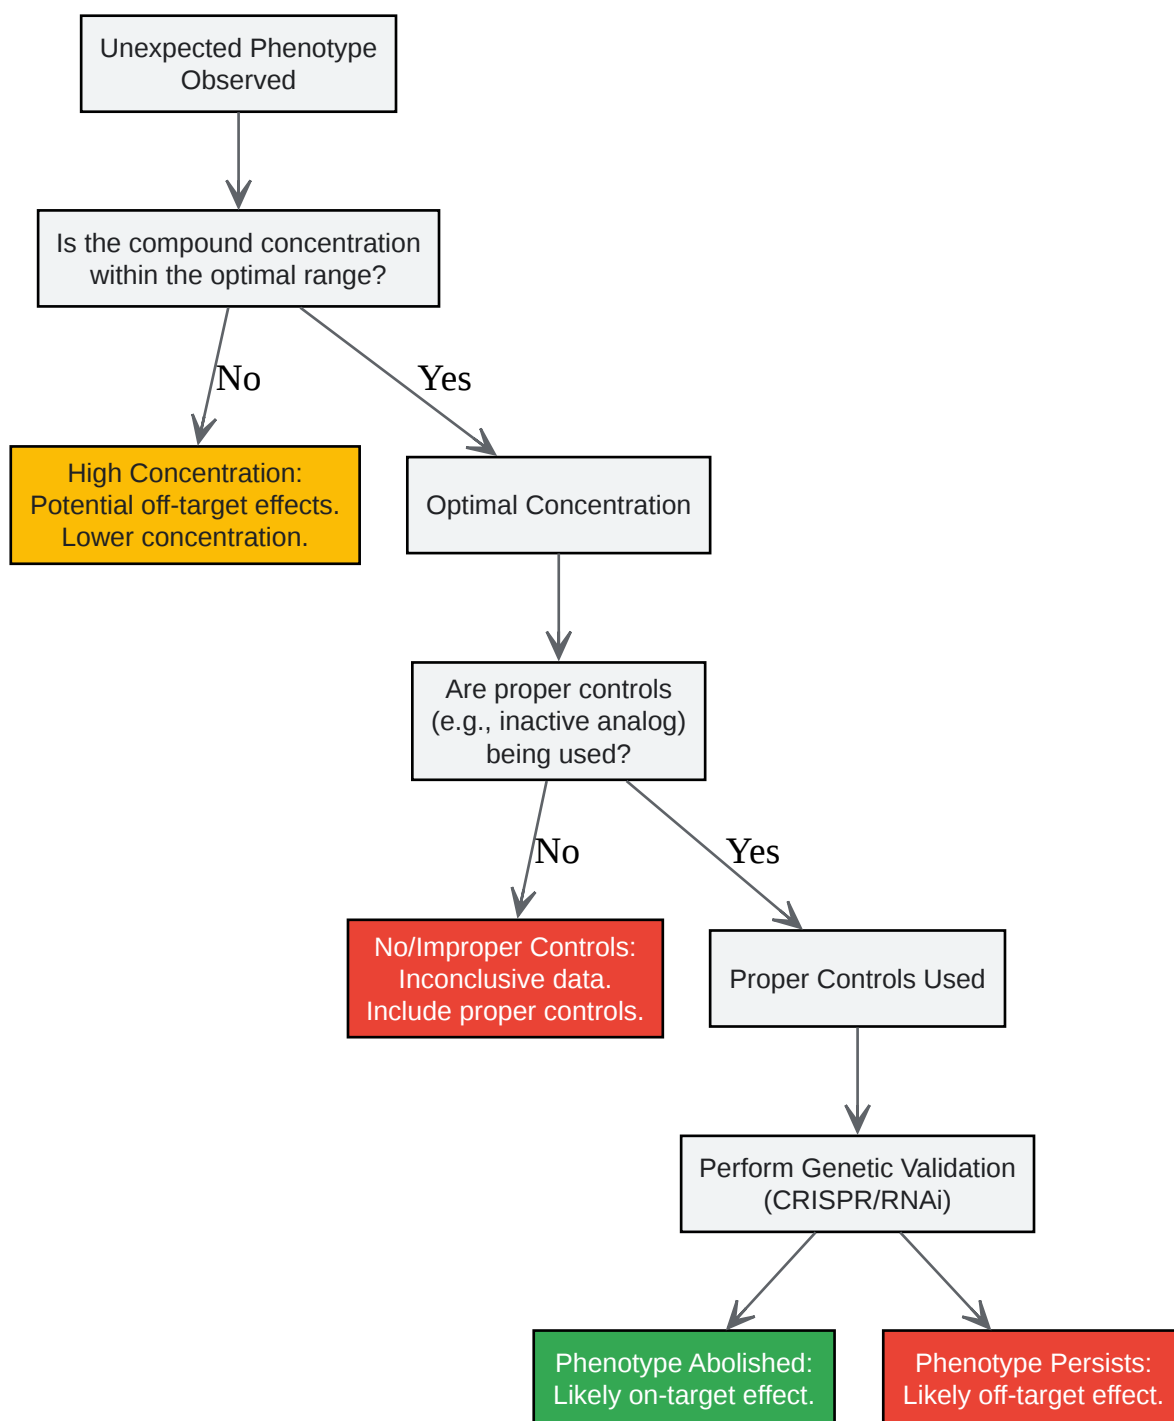 Unexpected Phenotype
Observed
Is the compound concentration
within the optimal range?
No
Yes
High Concentration:
Potential off-target effects.
Lower concentration.
Optimal Concentration
Are proper controls
(e.g., inactive analog)
being used?
No
Yes
No/Improper Controls:
Inconclusive data.
Include proper controls.
Proper Controls Used
Perform Genetic Validation
(CRISPR/RNAi)
Phenotype Abolished:
Likely on-target effect.
Phenotype Persists:
Likely off-target effect.